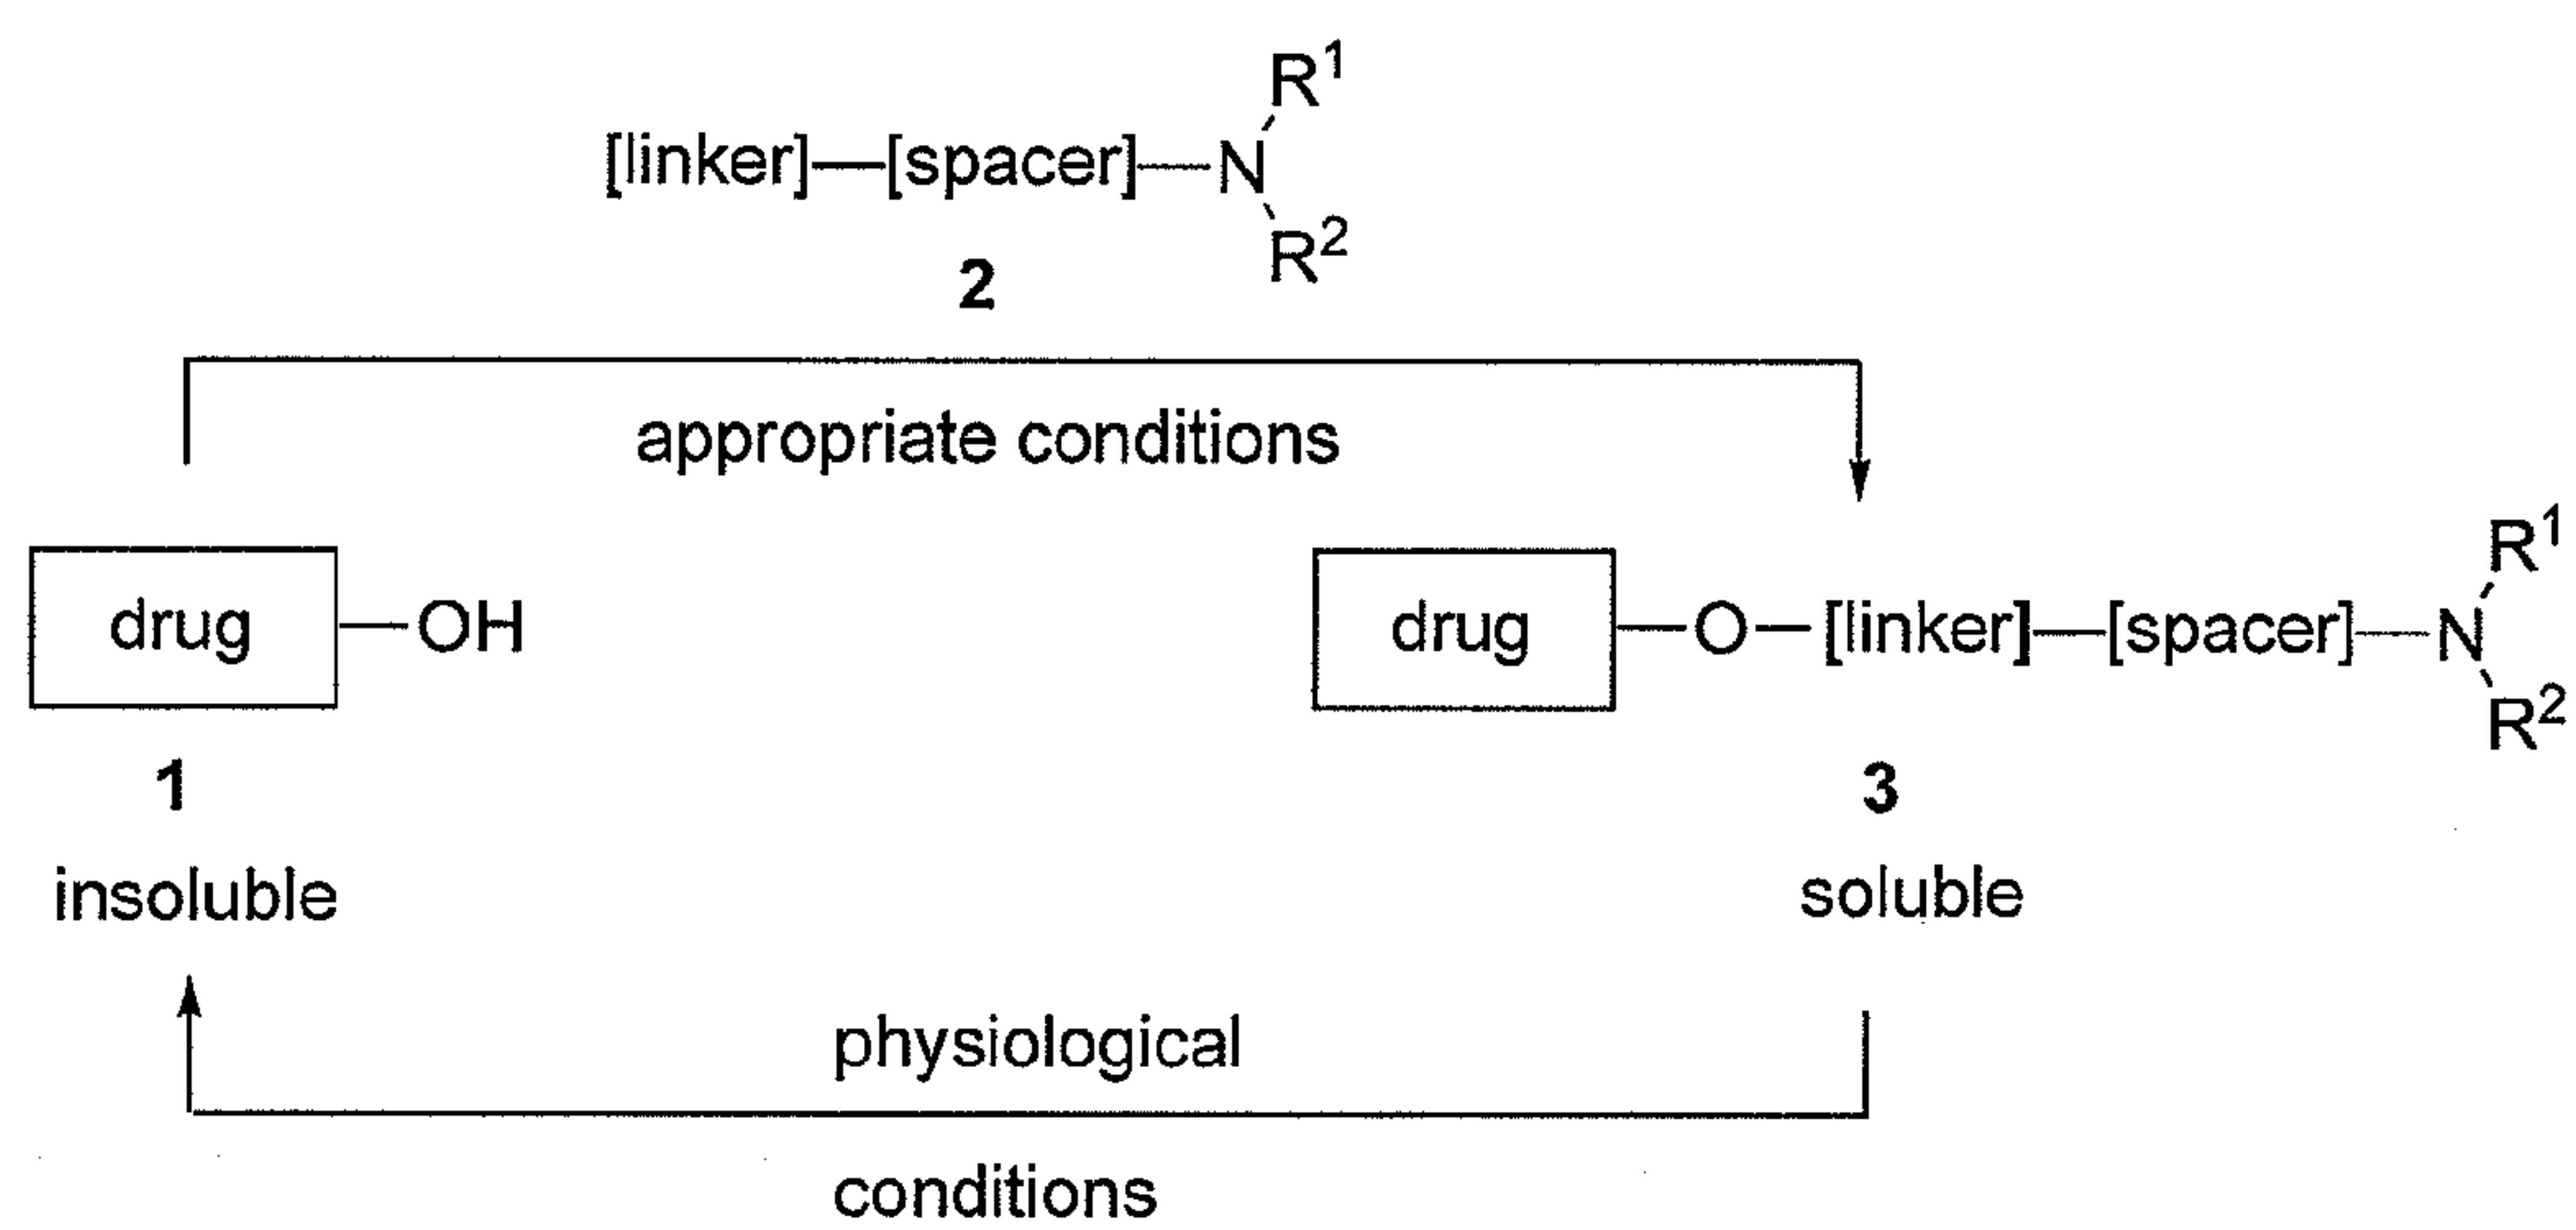 R¹
[linker]—[spacer]—N
R²
2
appropriate conditions
drug —OH
drug —O—[linker]—[spacer]—N
R¹
R²
1
3
insoluble
soluble
physiological
conditions